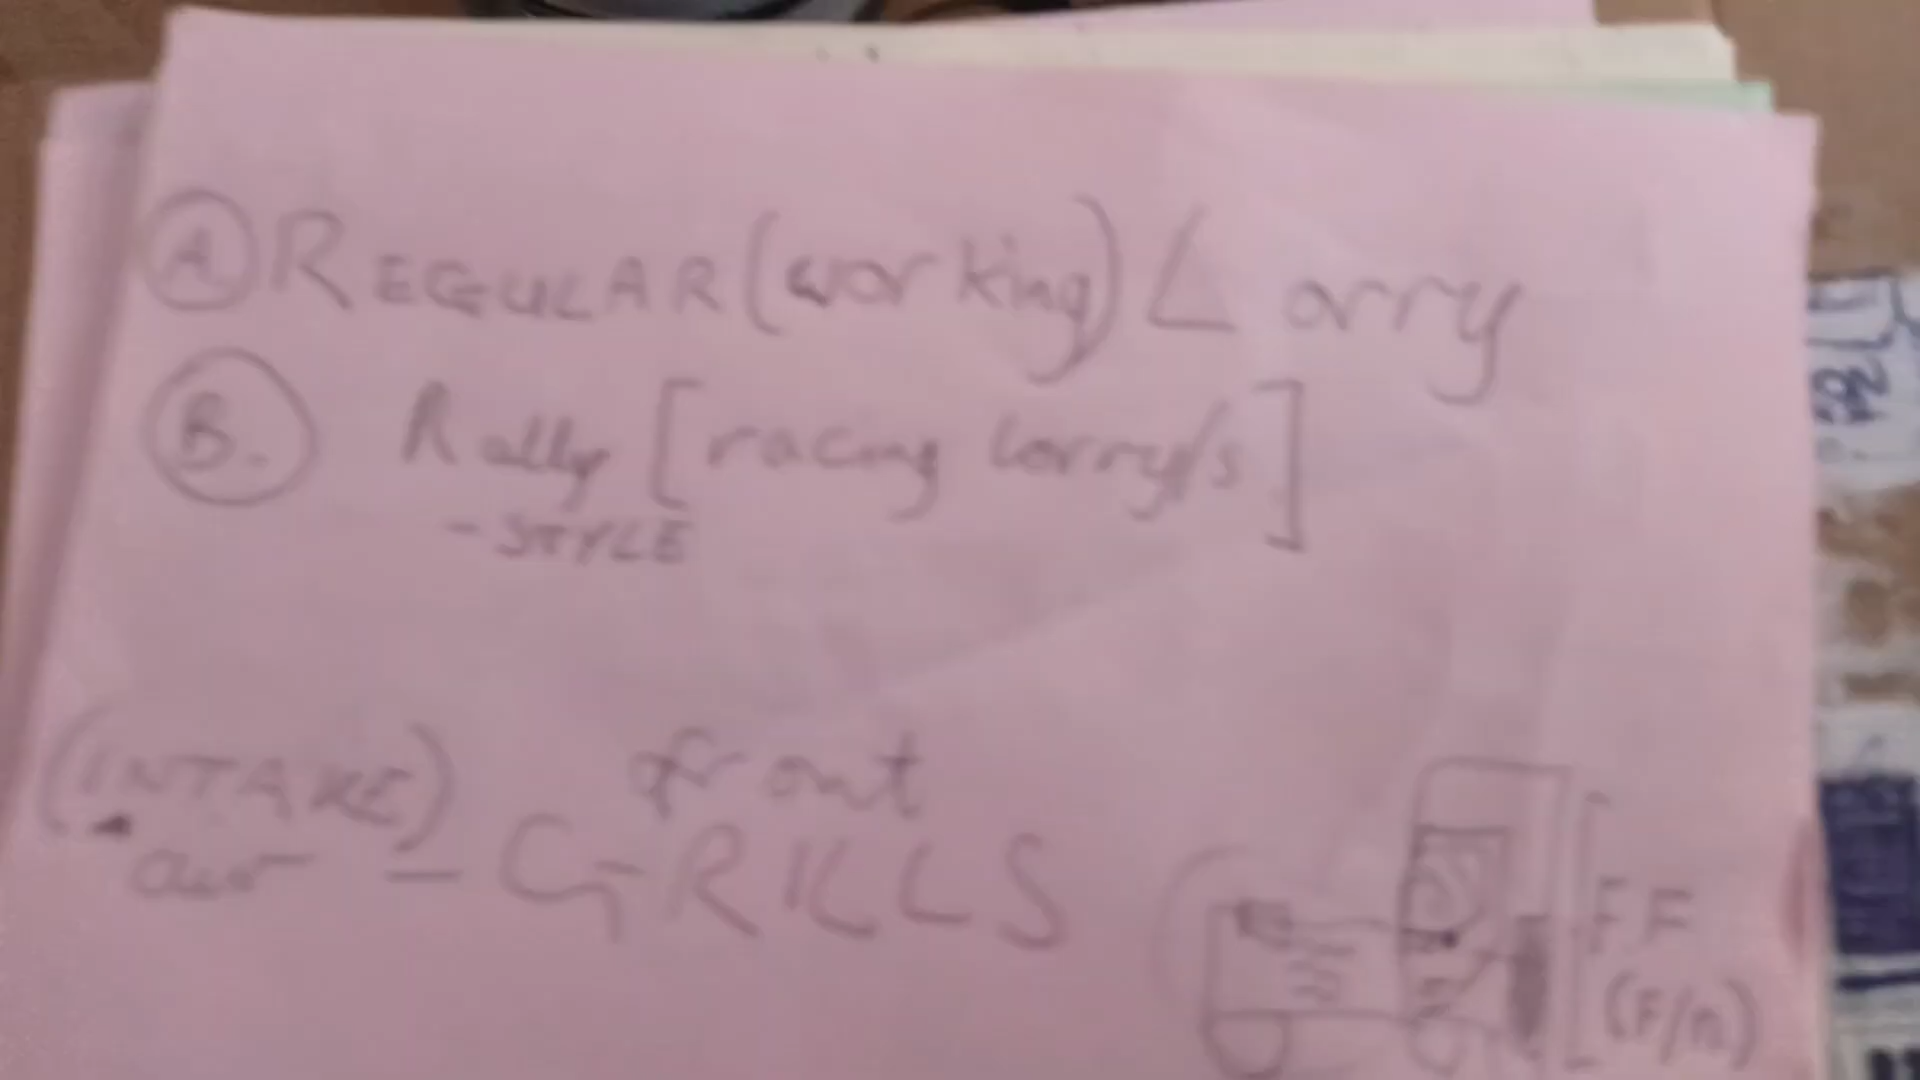 (A) REGULAR (working) Lorry
(B.) Rally [racing lorry/s]
- STYLE
(INTAKE) front
air - GRILLS
FF